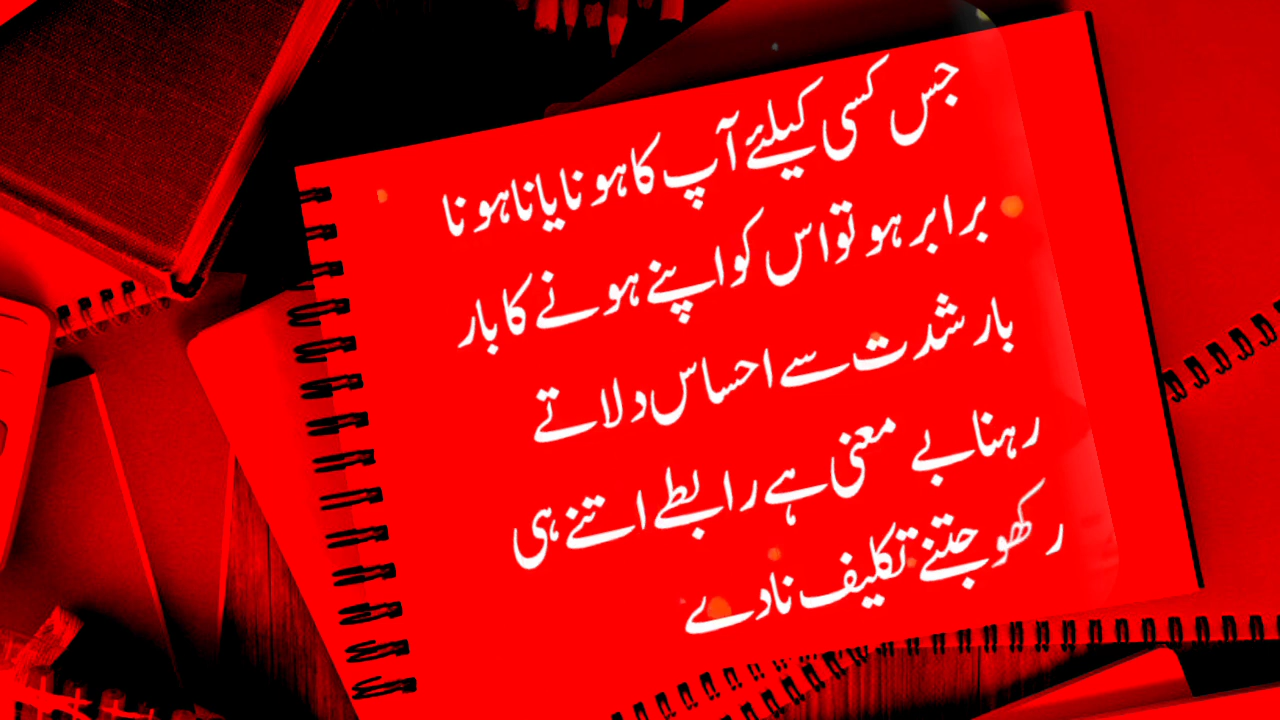 جس کسی کیلئے آپ کا ہونا یا نا ہونا
برابر ہو تو اس کو اپنے ہونے کا بار
بار شدت سے احساس دلاتے
رہنا بے معنی ہے رابطے اتنے ہی
رکھو جتنے تکلیف نا دے